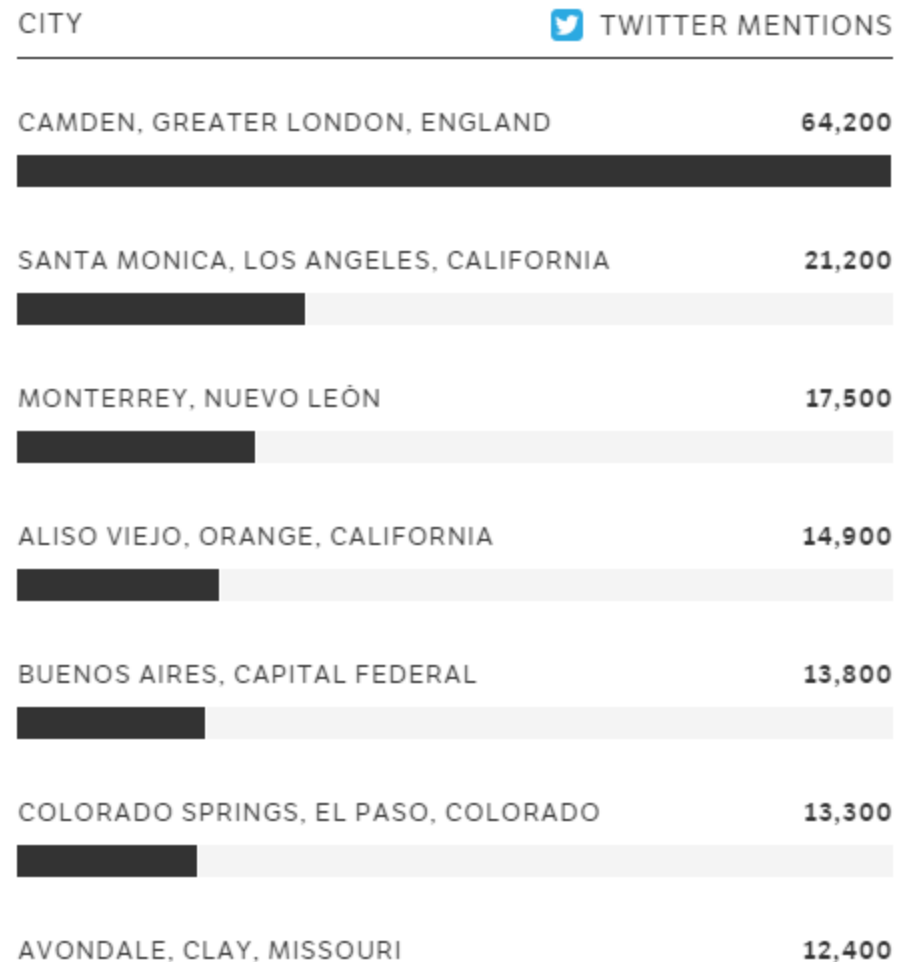 CITY TWITTER MENTIONS
CAMDEN, GREATER LONDON, ENGLAND 64,200
SANTA MONICA, LOS ANGELES, CALIFORNIA 21,200
MONTERREY, NUEVO LEÓN 17,500
ALISO VIEJO, ORANGE, CALIFORNIA 14,900
BUENOS AIRES, CAPITAL FEDERAL 13,800
COLORADO SPRINGS, EL PASO, COLORADO 13,300
AVONDALE, CLAY, MISSOURI 12,400